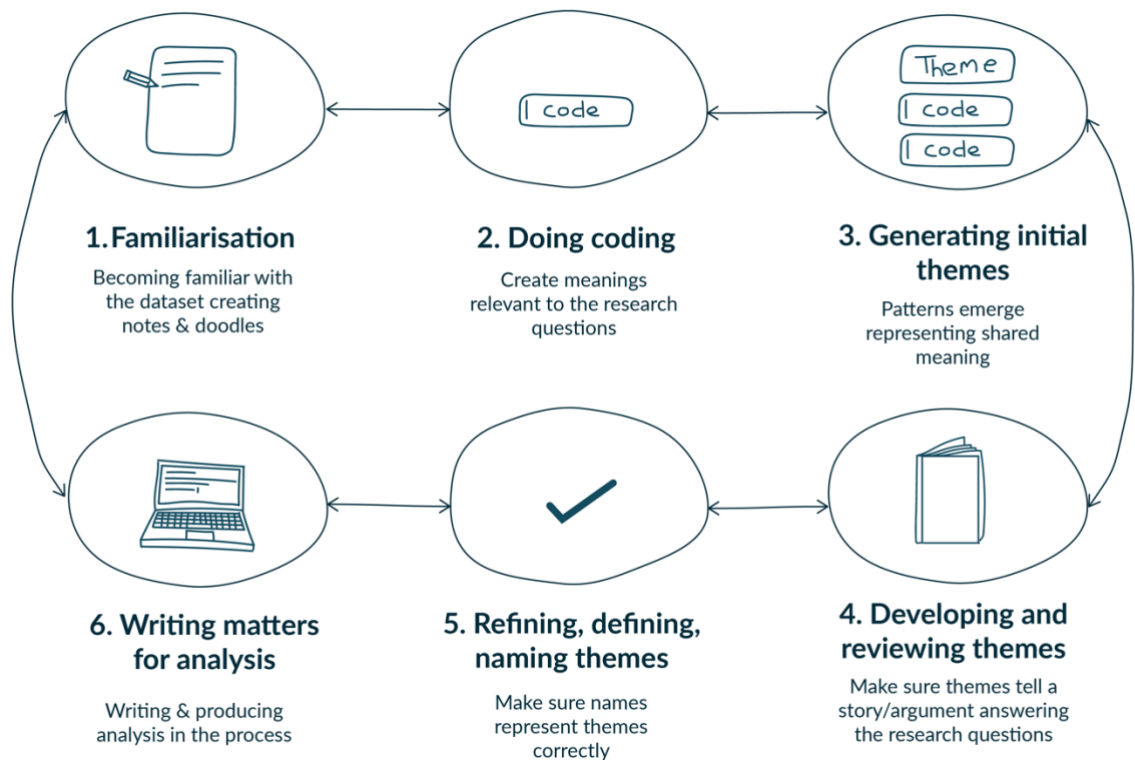 Theme
code
code
code
1.Familiarisation
Becoming familiar with
the dataset creating
notes & doodles
2. Doing coding
Create meanings
relevant to the research
questions
3. Generating initial
themes
Patterns emerge
representing shared
meaning
6. Writing matters
for analysis
Writing & producing
analysis in the process
5. Refining, defining,
naming themes
Make sure names
represent themes
correctly
4. Developing and
reviewing themes
Make sure themes tell a
story/argument answering
the research questions